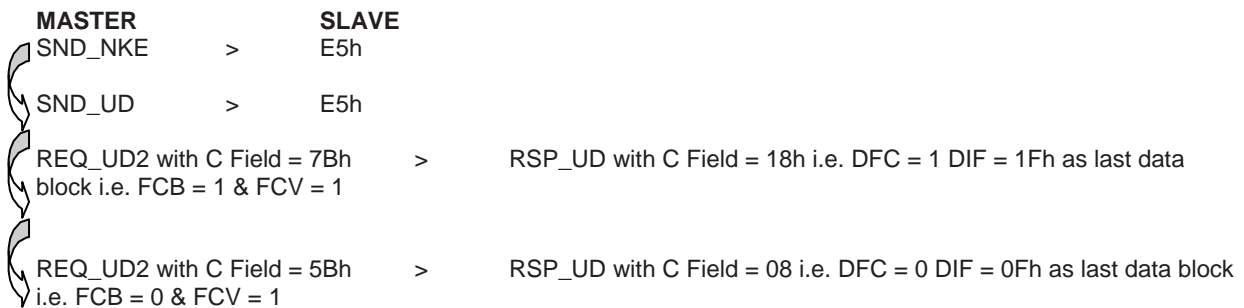 MASTER SLAVE
SND_NKE > E5h
SND_UD > E5h
REQ_UD2 with C Field = 7Bh > RSP_UD with C Field = 18h i.e. DFC = 1 DIF = 1Fh as last data
block i.e. FCB = 1 & FCV = 1
REQ_UD2 with C Field = 5Bh > RSP_UD with C Field = 08 i.e. DFC = 0 DIF = 0Fh as last data block
i.e. FCB = 0 & FCV = 1